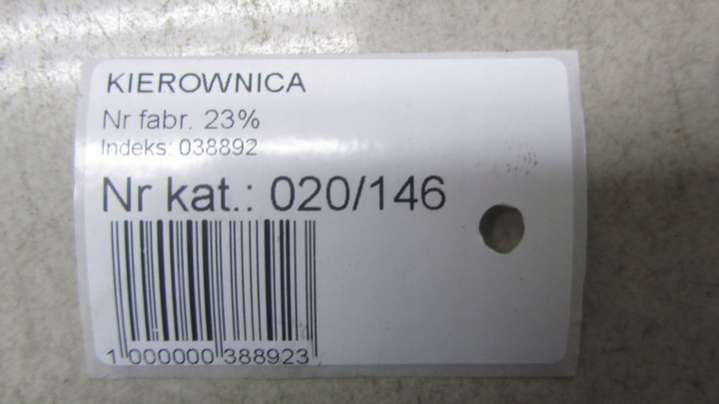 KIEROWNICA
Nr fabr. 23%
Indeks: 038892
Nr kat.: 020/146
1 000000 388923